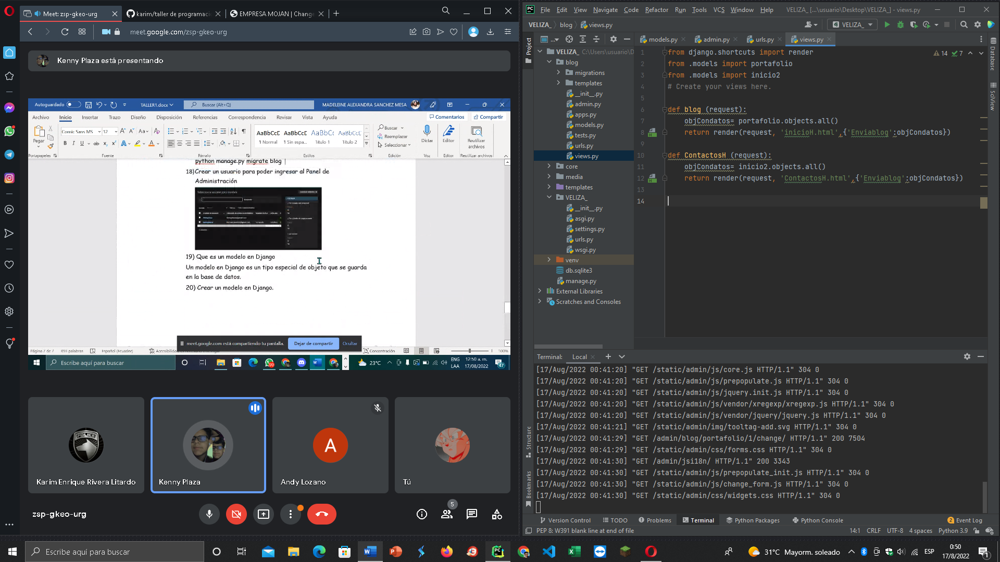 Meet: zsp-gkeo-urg
karim/taller de programaci
EMPRESA MOJAN | Change
meet.google.com/zsp-gkeo-urg
Kenny Plaza está presentando
Autoguardado
TALLER1.docx
Buscar (Alt+Q)
MADELEINE ALEXANDRA SANCHEZ MESA
Archivo Inicio Insertar Trazo Diseño Disposición Referencias Correspondencia Revisar Vista Ayuda
Comentarios
Compartir
Pegar
Comic Sans MS
12
AaBbCcD AaBbCcD AaBbC AaBbCcC
¶ Normal ¶ Sin espa... Título 1 Título 2
Buscar
Reemplazar
Seleccionar
Dictar
Editor
Reutilizar archivos
Portapapeles Fuente Párrafo Estilos Edición Voz Editor Reutilizar archivos
python manage.py migrate blog
18)Crear un usuario para poder ingresar al Panel de
Administración
19) Que es un modelo en Django
Un modelo en Django es un tipo especial de objeto que se guarda
en la base de datos.
20) Crear un modelo en Django.
meet.google.com está compartiendo tu pantalla.
Dejar de compartir
Ocultar
Página 7 de 7
393 palabras
Español (Ecuador)
Concentración
100%
Escribe aquí para buscar
99
23°C
ENG
LAA
12:50 a. m.
17/08/2022
47
Karim Enrique Rivera Litardo
Kenny Plaza
A
Andy Lozano
Tú
zsp-gkeo-urg
5
PC
File Edit View Navigate Code Refactor Run Tools VCS Window Help
VELIZA_ [...\usuario\Desktop\VELIZA_] - views.py
VELIZA_ blog views.py
VELIZA_
Project
models.py admin.py urls.py views.py
VELIZA_ C:\Users\usuario\D
blog
migrations
templates
__init__.py
admin.py
apps.py
models.py
tests.py
urls.py
views.py
core
media
templates
VELIZA_
__init__.py
asgi.py
settings.py
urls.py
wsgi.py
venv
db.sqlite3
manage.py
External Libraries
Scratches and Consoles
14 7
1 from django.shortcuts import render
2 from .models import portafolio
3 from .models import inicio2
4 # Create your views here.
5
6 def blog (request):
7 objCondatos= portafolio.objects.all()
8 return render(request, 'inicioH.html',{'Enviablog':objCondatos})
9
10 def ContactosH (request):
11 objCondatos= inicio2.objects.all()
12 return render(request, 'ContactosH.html',{'Enviablog':objCondatos})
13
14
Database
SciView
Structure
Bookmarks
Terminal: Local
[17/Aug/2022 00:41:20] "GET /static/admin/js/core.js HTTP/1.1" 304 0
[17/Aug/2022 00:41:20] "GET /static/admin/js/prepopulate.js HTTP/1.1" 304 0
[17/Aug/2022 00:41:20] "GET /static/admin/js/jquery.init.js HTTP/1.1" 304 0
[17/Aug/2022 00:41:20] "GET /static/admin/js/vendor/xregexp/xregexp.js HTTP/1.1" 304 0
[17/Aug/2022 00:41:20] "GET /static/admin/js/vendor/jquery/jquery.js HTTP/1.1" 304 0
[17/Aug/2022 00:41:21] "GET /static/admin/img/tooltag-add.svg HTTP/1.1" 304 0
[17/Aug/2022 00:41:29] "GET /admin/blog/portafolio/1/change/ HTTP/1.1" 200 7504
[17/Aug/2022 00:41:29] "GET /static/admin/css/forms.css HTTP/1.1" 304 0
[17/Aug/2022 00:41:30] "GET /admin/jsi18n/ HTTP/1.1" 200 3343
[17/Aug/2022 00:41:30] "GET /static/admin/js/prepopulate_init.js HTTP/1.1" 304 0
[17/Aug/2022 00:41:30] "GET /static/admin/js/change_form.js HTTP/1.1" 304 0
[17/Aug/2022 00:41:30] "GET /static/admin/css/widgets.css HTTP/1.1" 304 0
Version Control TODO Problems Terminal Python Packages Python Console
2 Event Log
PEP 8: W391 blank line at end of file
14:1 CRLF UTF-8 4 spaces Python 3.9
Escribe aquí para buscar
31°C Mayorm. soleado
ESP
0:50
17/8/2022
1